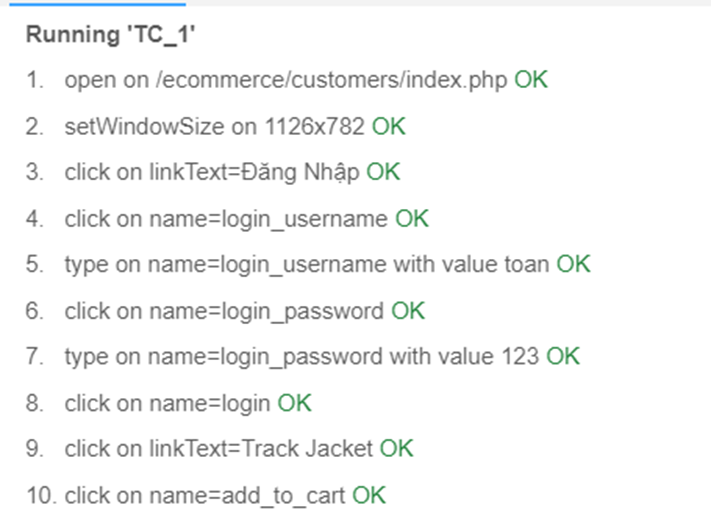 Running 'TC_1'
1. open on /ecommerce/customers/index.php OK
2. setWindowSize on 1126x782 OK
3. click on linkText=Đăng Nhập OK
4. click on name=login_username OK
5. type on name=login_username with value toan OK
6. click on name=login_password OK
7. type on name=login_password with value 123 OK
8. click on name=login OK
9. click on linkText=Track Jacket OK
10. click on name=add_to_cart OK